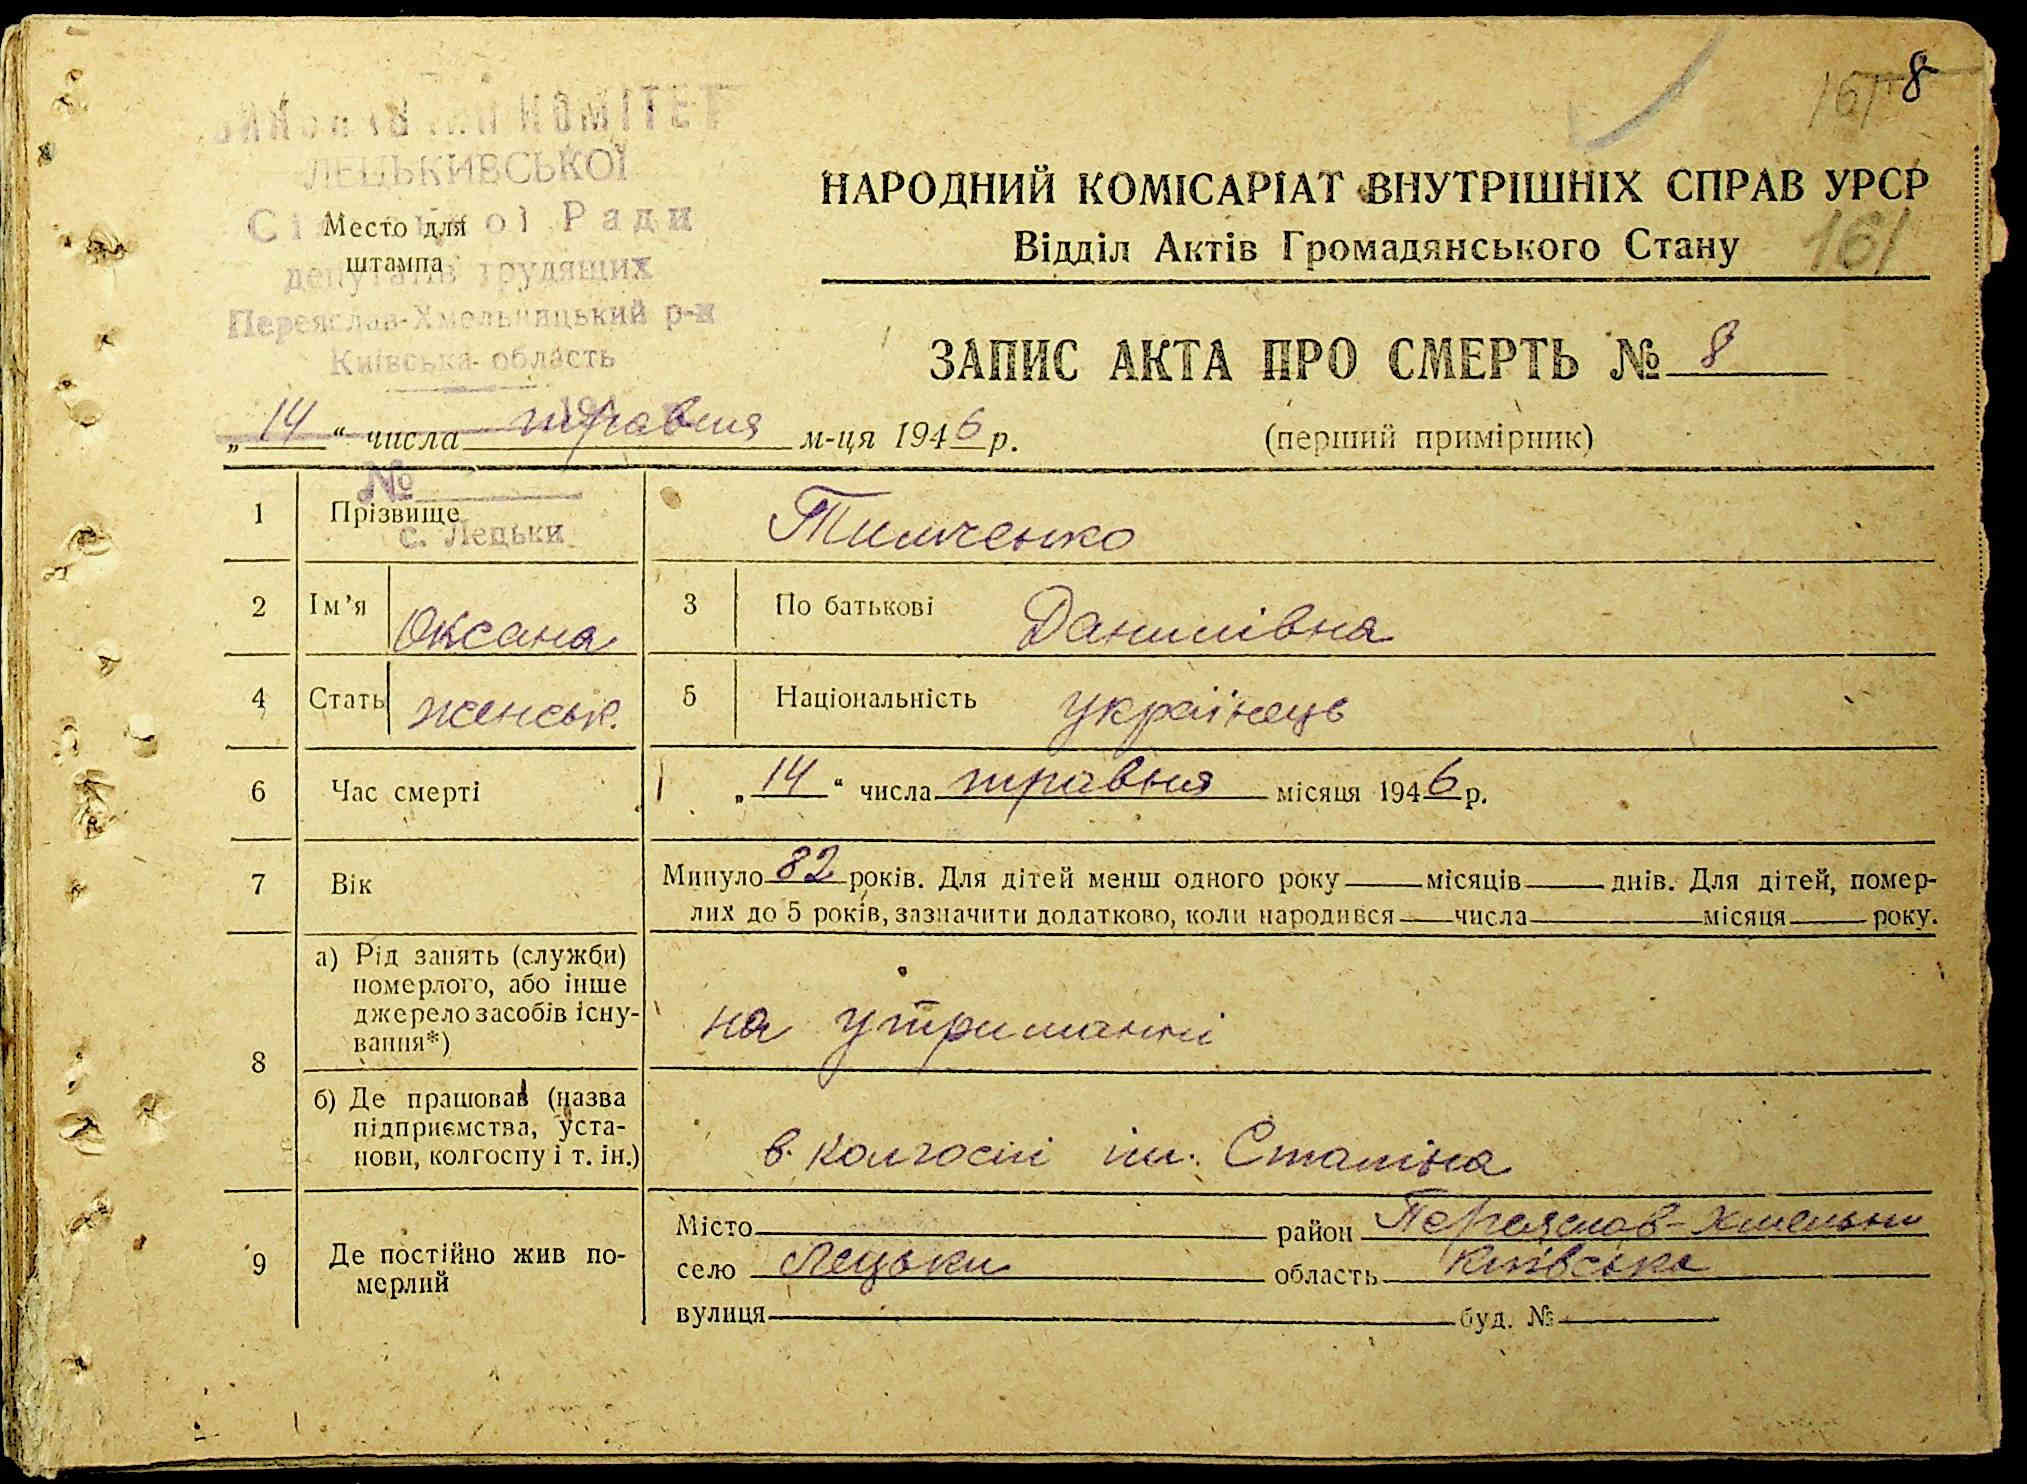 КОМІТЕТ
ЛЕЦЬКИВСЬКОЇ
Ради
депутатів трудящих
Переяслав-Хмельницький р-н
Київська область
№
с. Лецьки
Место для
штампа
161 8
161
НАРОДНИЙ КОМІСАРІАТ ВНУТРІШНІХ СПРАВ УРСР
Відділ Актів Громадянського Стану
ЗАПИС АКТА ПРО СМЕРТЬ № 8
„14“ числа травня м-ця 1946 р. (перший примірник)
1 Прізвище Тимченко
2 Ім’я Оксана 3 По батькові Данилівна
4 Стать женськ. 5 Національність українець
6 Час смерті „14“ числа травня місяця 1946 р.
7 Вік Минуло 82 років. Для дітей менш одного року місяців днів. Для дітей, помер-
лих до 5 років, зазначити додатково, коли народився числа місяця року.
8 а) Рід занять (служби)
померлого, або інше
джерело засобів існу-
вання*)
на утриманні
б) Де працював (назва
підприємства, уста-
нови, колгоспу і т. ін.)
в колгоспі ім. Сталіна
9 Де постійно жив по-
мерлий
Місто район Переяслав-Хмельни
село Лецьки область Київська
вулиця буд. №